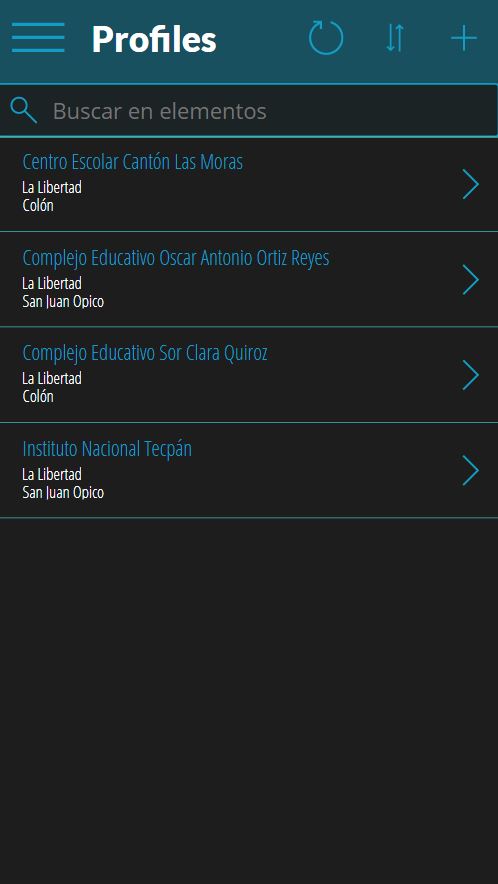 Profiles
Buscar en elementos
Centro Escolar Cantón Las Moras
La Libertad
Colón
Complejo Educativo Oscar Antonio Ortiz Reyes
La Libertad
San Juan Opico
Complejo Educativo Sor Clara Quiroz
La Libertad
Colón
Instituto Nacional Tecpán
La Libertad
San Juan Opico